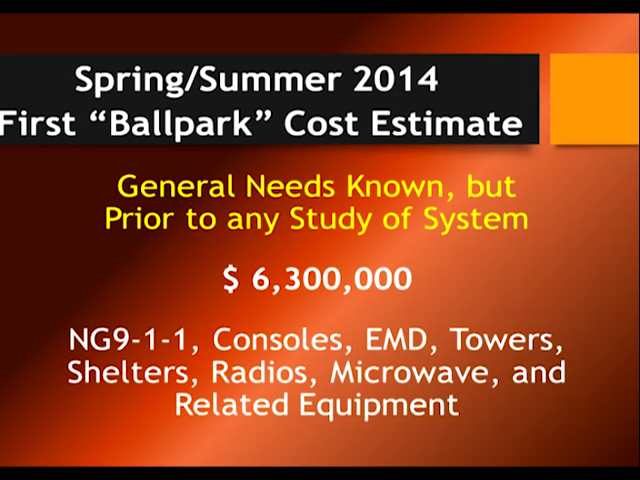 Spring/Summer 2014
First “Ballpark” Cost Estimate
General Needs Known, but
Prior to any Study of System
$ 6,300,000
NG9-1-1, Consoles, EMD, Towers,
Shelters, Radios, Microwave, and
Related Equipment